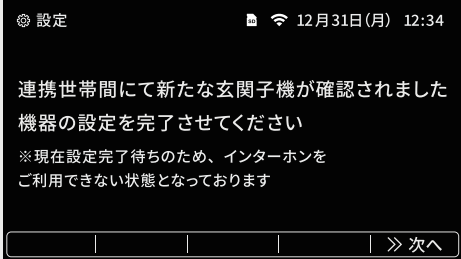 設定 SD 12月31日(月) 12:34
連携世帯間にて新たな玄関子機が確認されました
機器の設定を完了させてください
※現在設定完了待ちのため、インターホンを
ご利用できない状態となっております
次へ